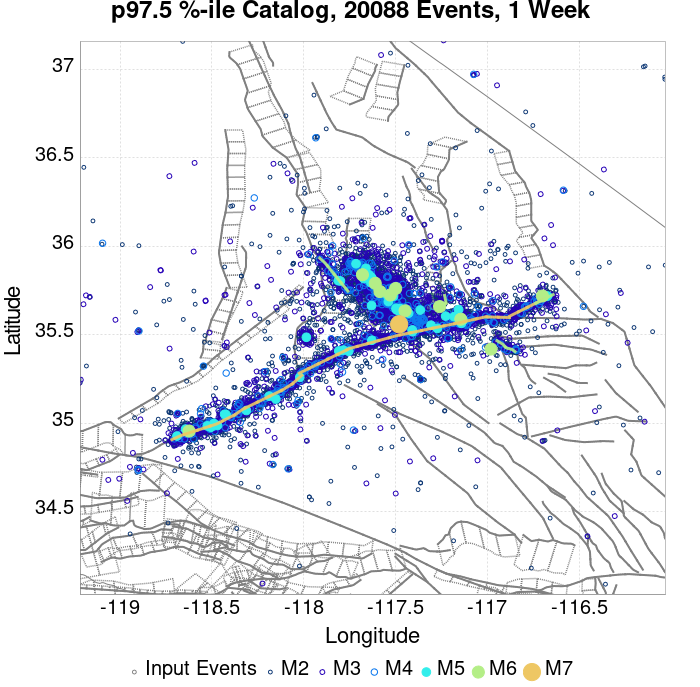 p97.5 %-ile Catalog, 20088 Events, 1 Week
37
36.5
36
35.5
35
34.5
Latitude
-119 -118.5 -118 -117.5 -117 -116.5
Longitude
Input Events M2 M3 M4 M5 M6 M7